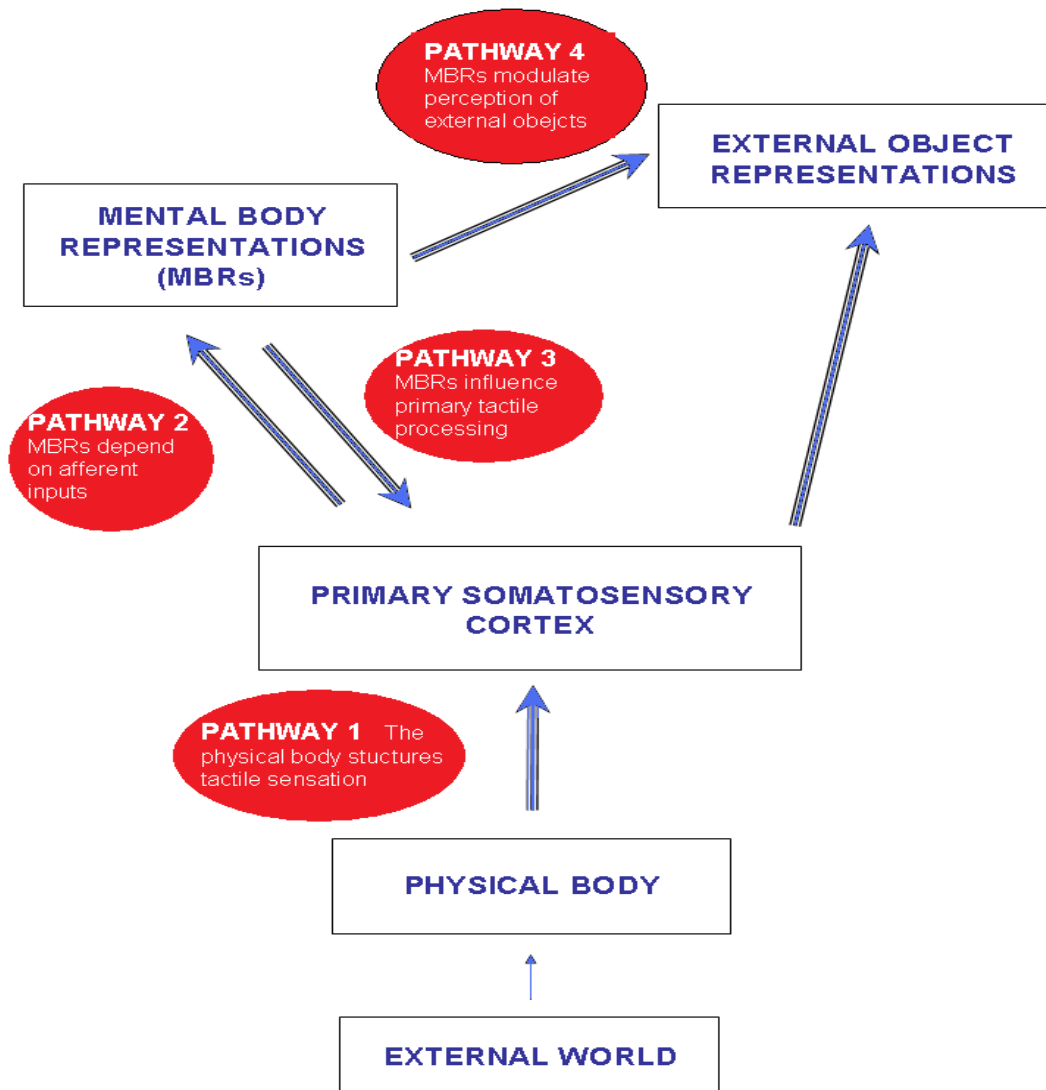 PATHWAY 4
MBRs modulate
perception of
external obejcts
EXTERNAL OBJECT
REPRESENTATIONS
MENTAL BODY
REPRESENTATIONS
(MBRs)
PATHWAY 3
MBRs influence
primary tactile
processing
PATHWAY 2
MBRs depend
on afferent
inputs
PRIMARY SOMATOSENSORY
CORTEX
PATHWAY 1 The
physical body stuctures
tactile sensation
PHYSICAL BODY
EXTERNAL WORLD